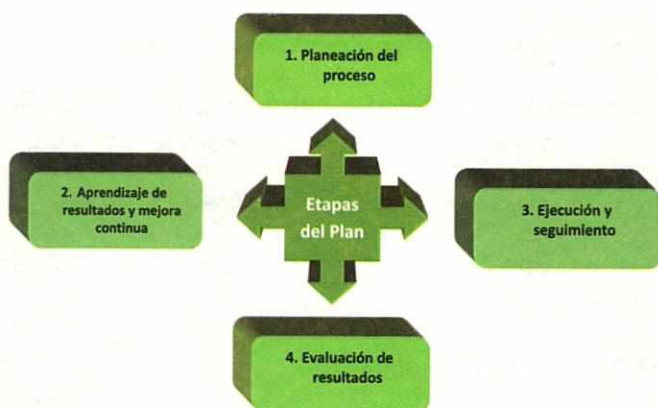 1. Planeación del
proceso
2. Aprendizaje de
resultados y mejora
continua
Etapas
del Plan
3. Ejecución y
seguimiento
4. Evaluación de
resultados